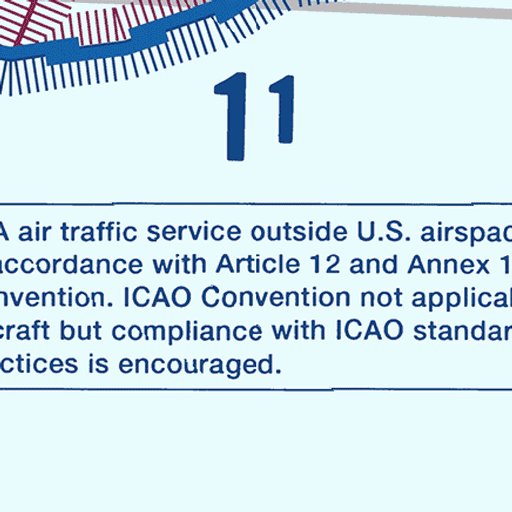 11
A air traffic service outside U.S. airspac
accordance with Article 12 and Annex 1
nvention. ICAO Convention not applical
craft but compliance with ICAO standar
ctices is encouraged.